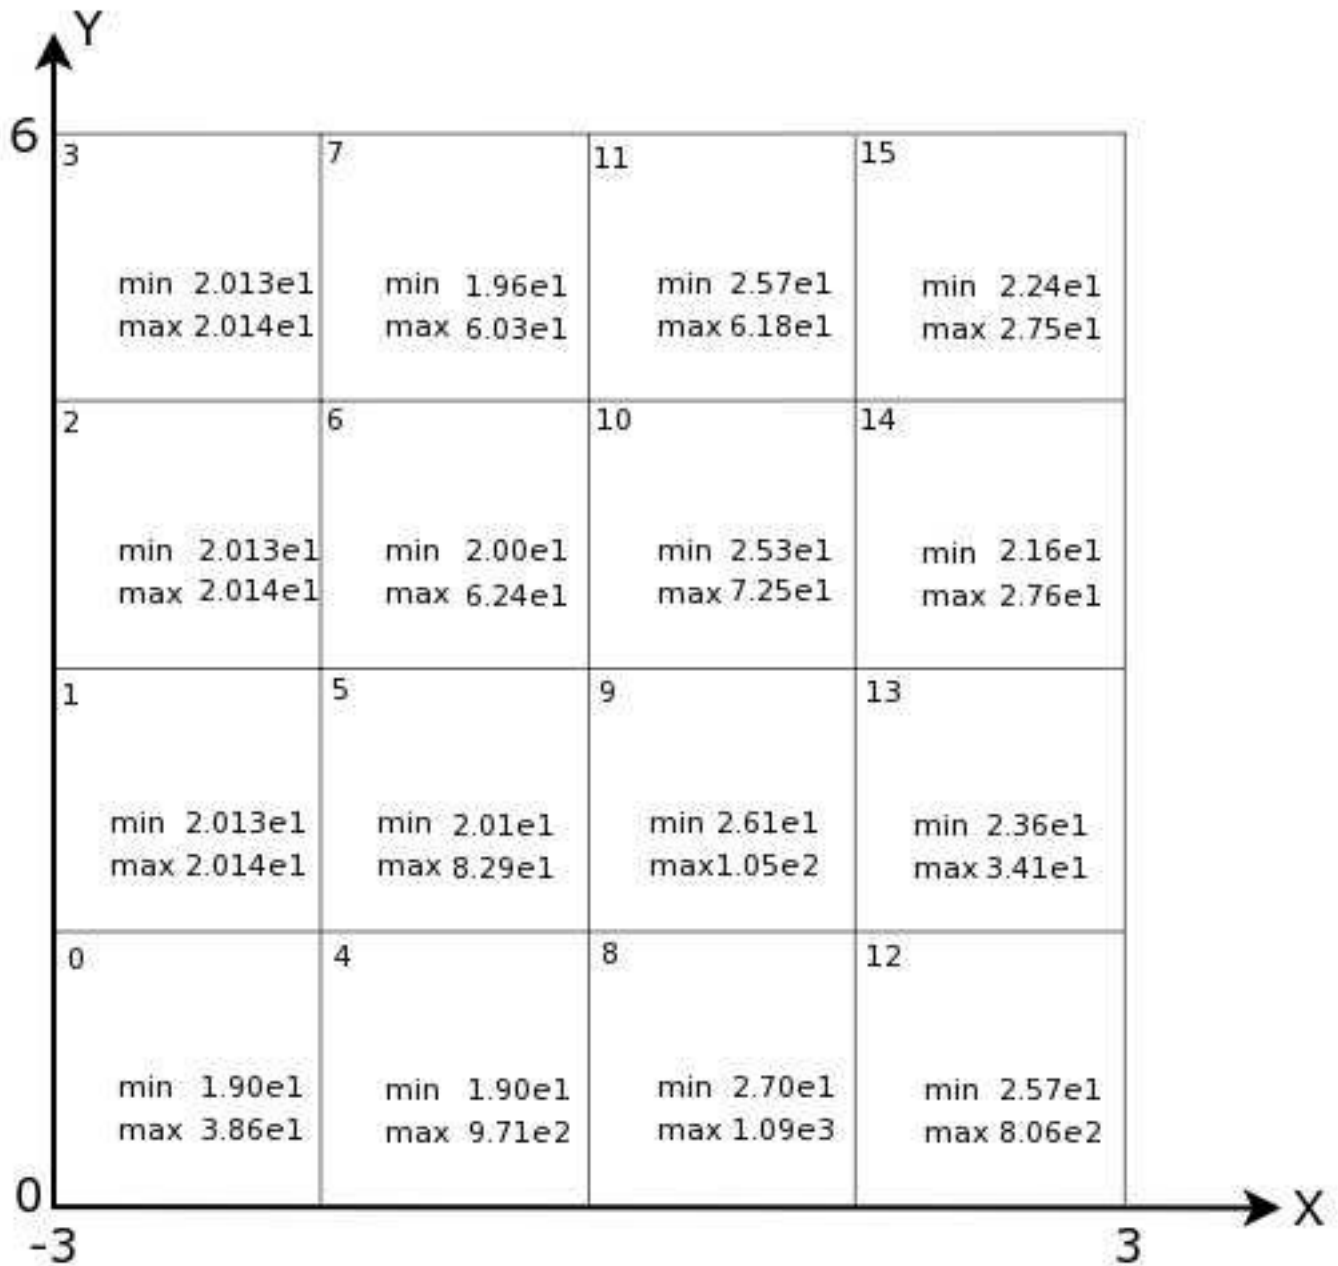 Y
6
3
7
11
15
min 2.013e1
max 2.014e1
min 1.96e1
max 6.03e1
min 2.57e1
max 6.18e1
min 2.24e1
max 2.75e1
2
6
10
14
min 2.013e1
max 2.014e1
min 2.00e1
max 6.24e1
min 2.53e1
max 7.25e1
min 2.16e1
max 2.76e1
1
5
9
13
min 2.013e1
max 2.014e1
min 2.01e1
max 8.29e1
min 2.61e1
max1.05e2
min 2.36e1
max 3.41e1
0
4
8
12
min 1.90e1
max 3.86e1
min 1.90e1
max 9.71e2
min 2.70e1
max 1.09e3
min 2.57e1
max 8.06e2
0
X
-3
3